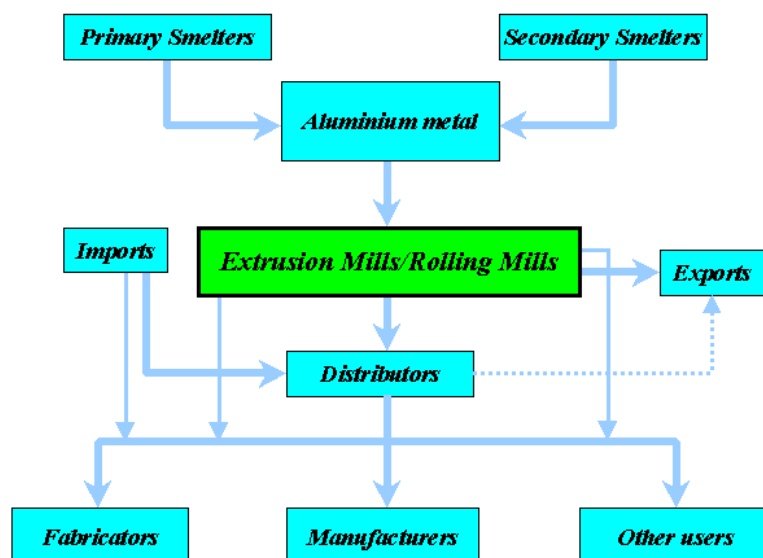 Primary Smelters
Secondary Smelters
Aluminium metal
Imports
Extrusion Mills/Rolling Mills
Exports
Distributors
Fabricators
Manufacturers
Other users